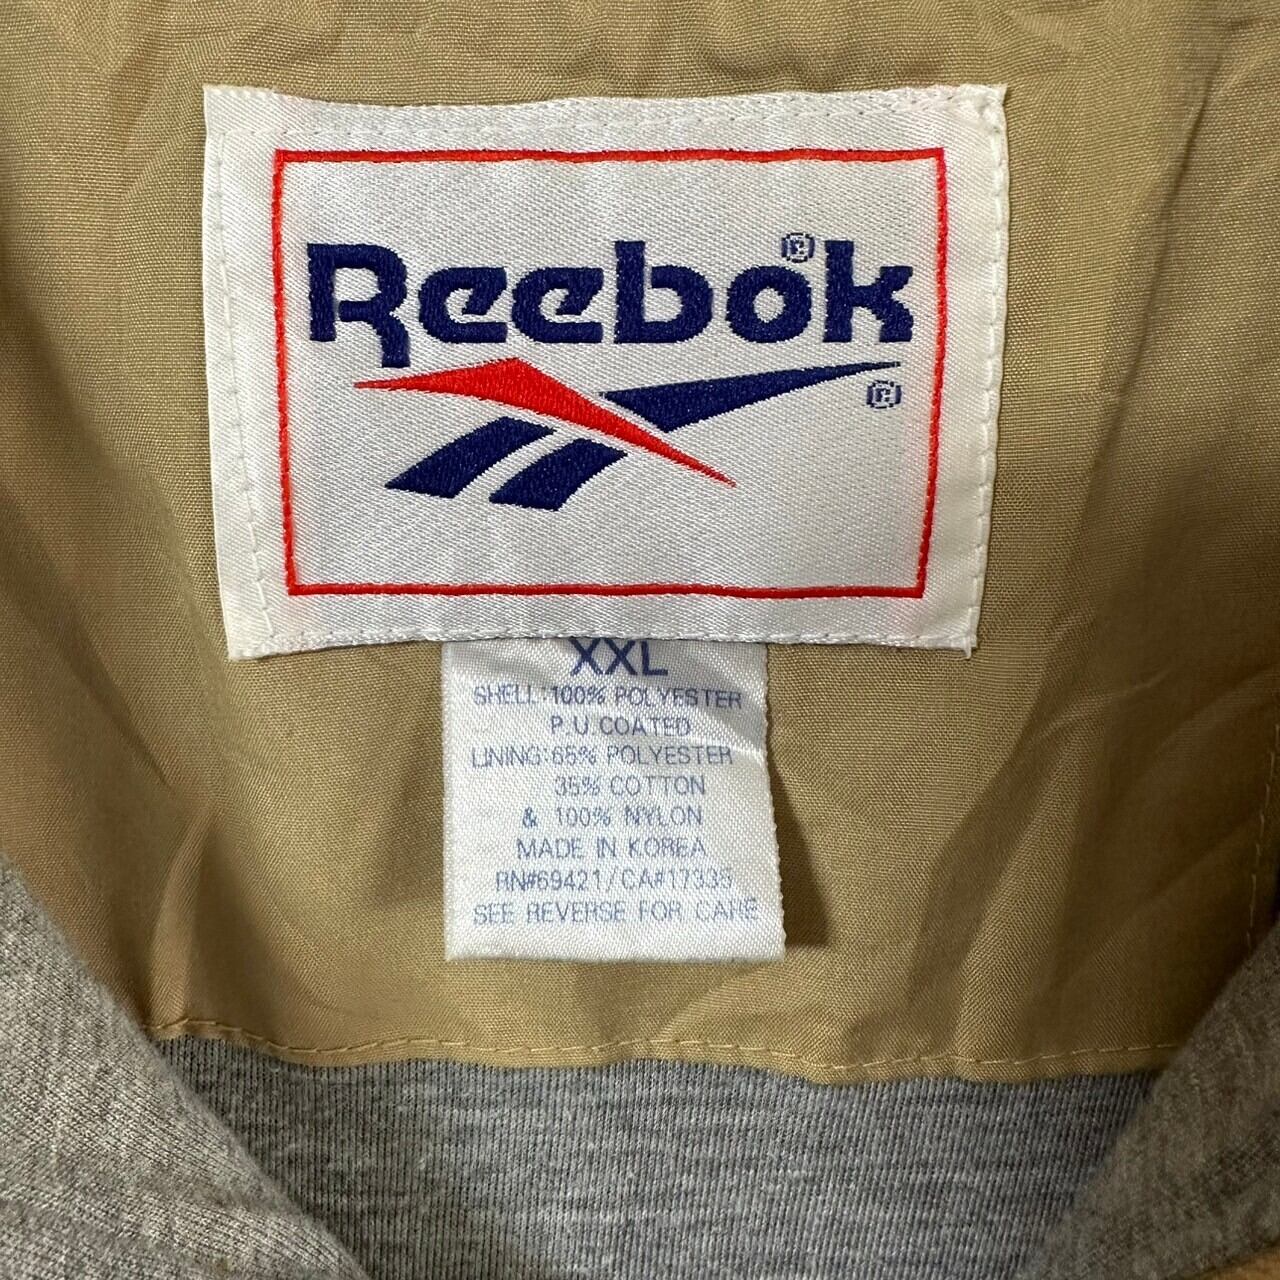 Reebok®
®
XXL
SHELL:100% POLYESTER
P.U.COATED
LINING:65% POLYESTER
35% COTTON
& 100% NYLON
MADE IN KOREA
RN#69421/CA#17335
SEE REVERSE FOR CARE